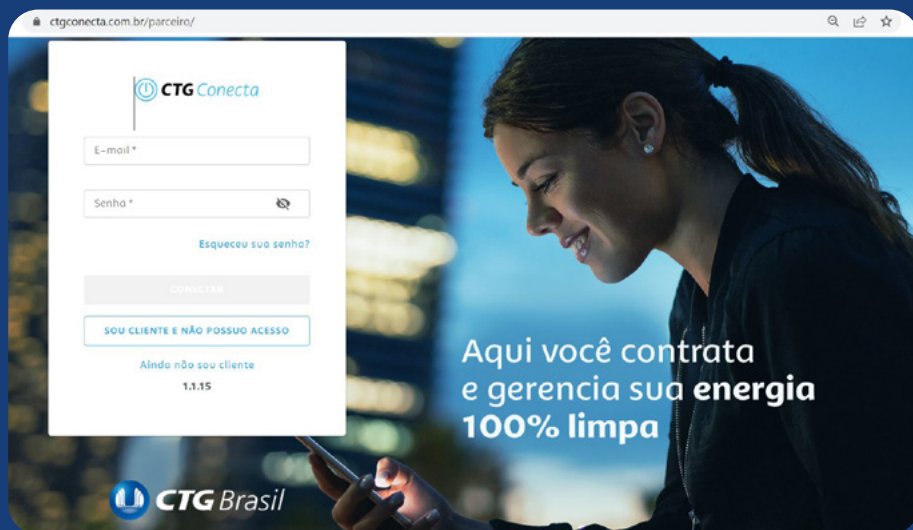 ctgconecta.com.br/parceiro/
CTG Conecta
E-mail *
Senha *
Esqueceu sua senha?
CONECTAR
SOU CLIENTE E NÃO POSSUO ACESSO
Ainda não sou cliente
1.1.15
Aqui você contrata
e gerencia sua energia
100% limpa
CTG Brasil